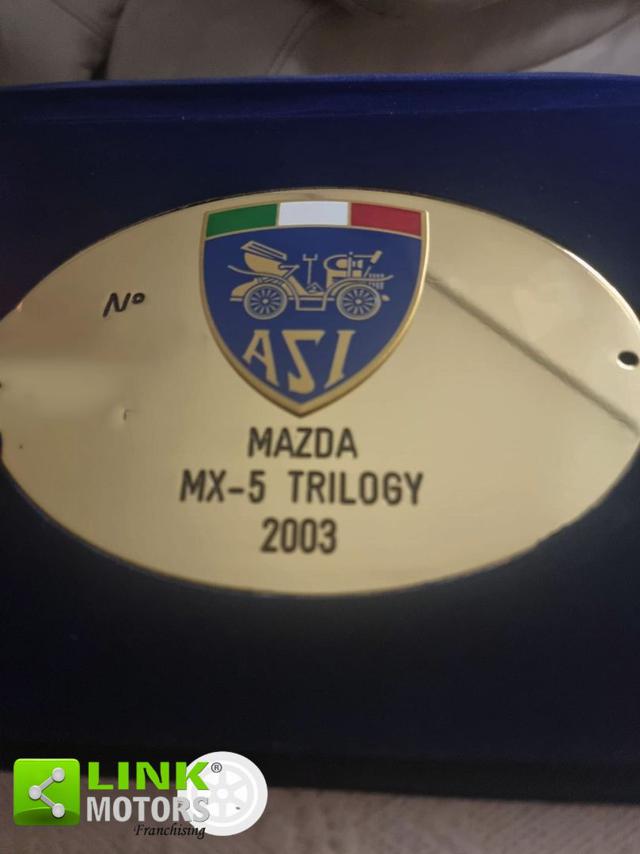 N°
ASI
MAZDA
MX-5 TRILOGY
2003
LINK®
MOTORS
Franchising